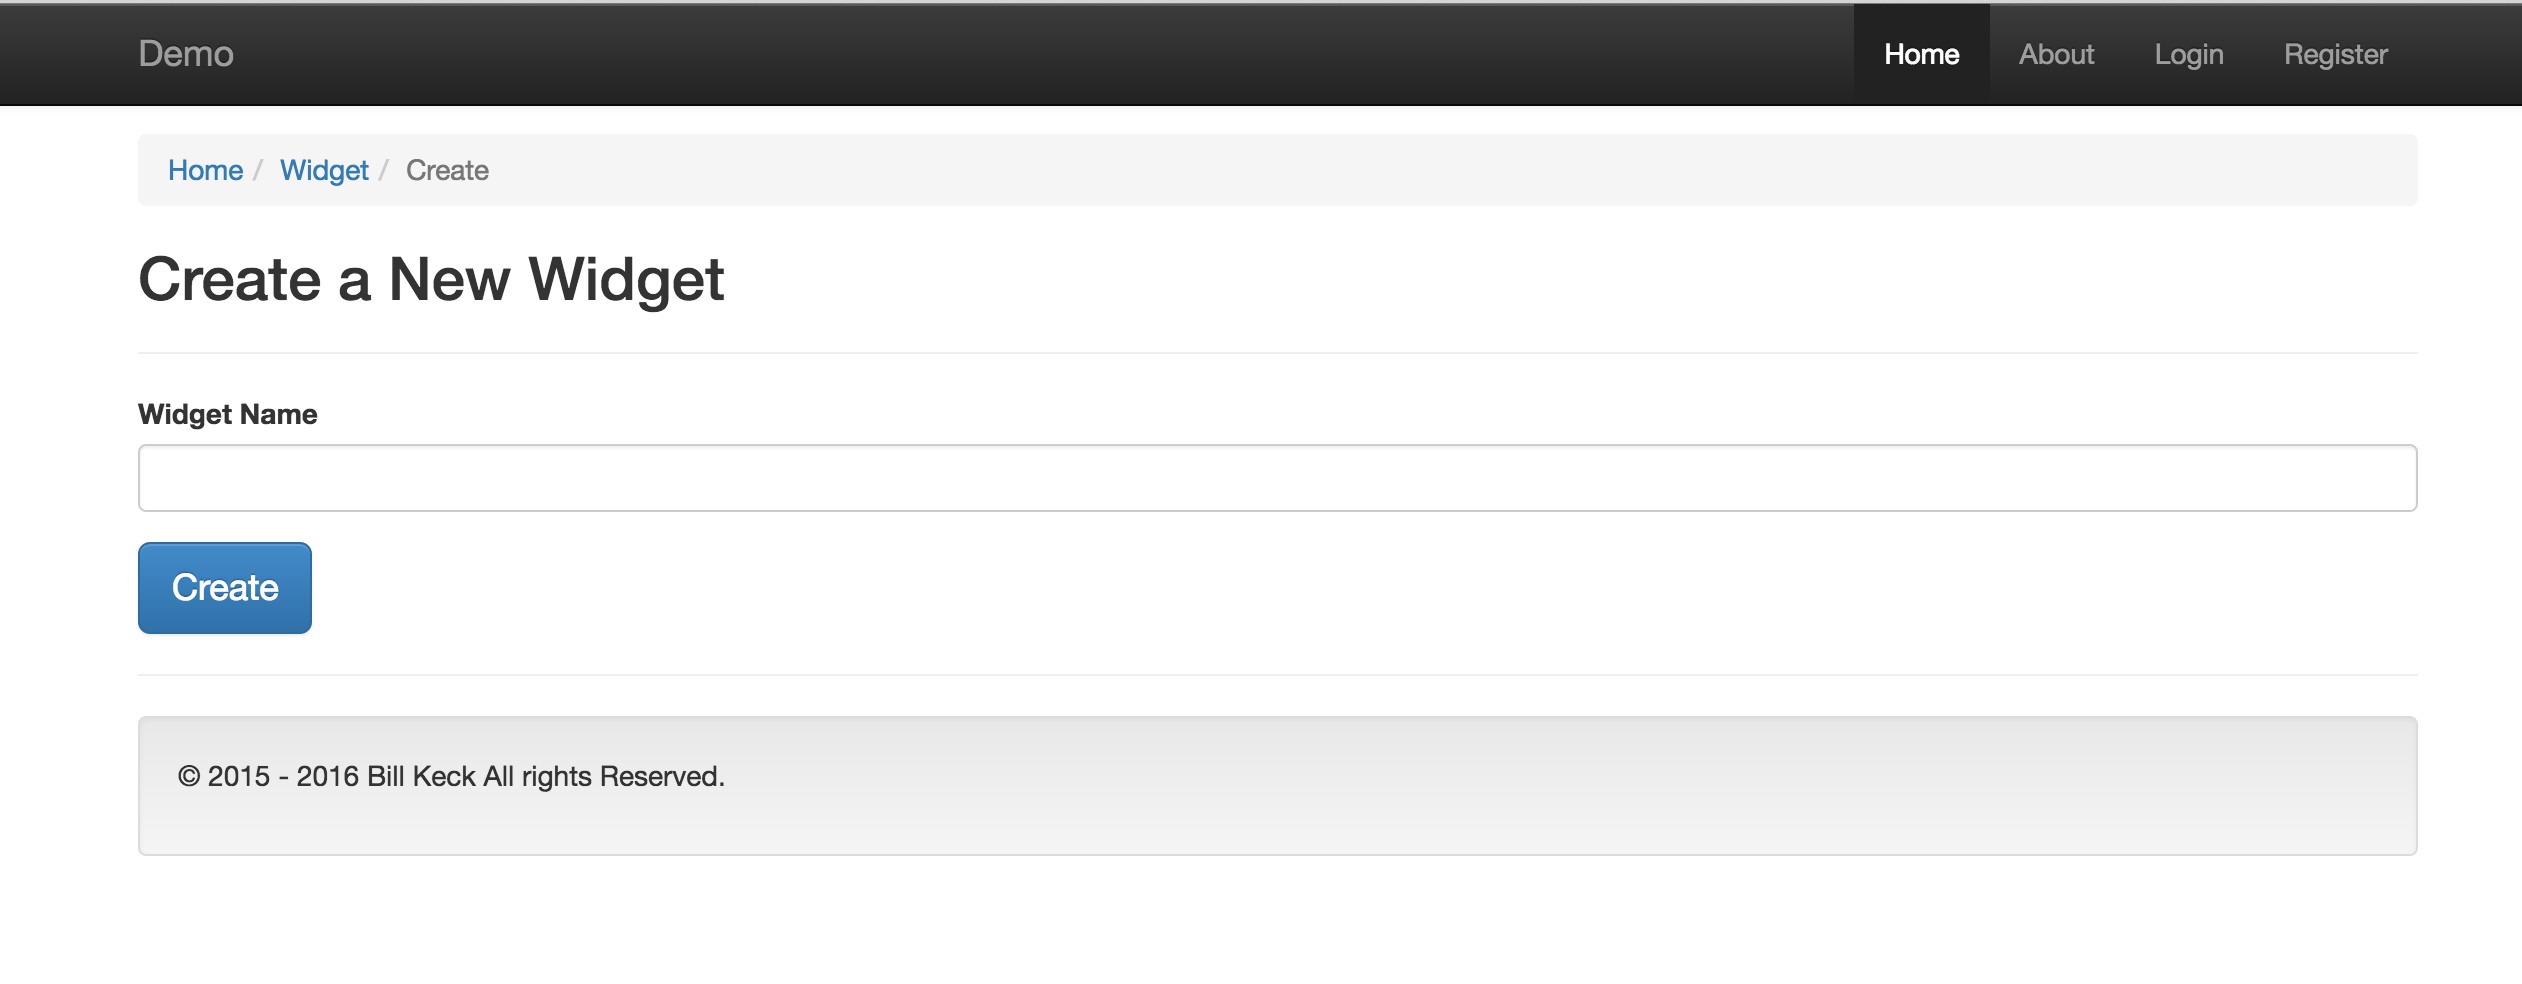 Demo Home About Login Register
Home / Widget / Create
Create a New Widget
Widget Name
Create
© 2015 - 2016 Bill Keck All rights Reserved.